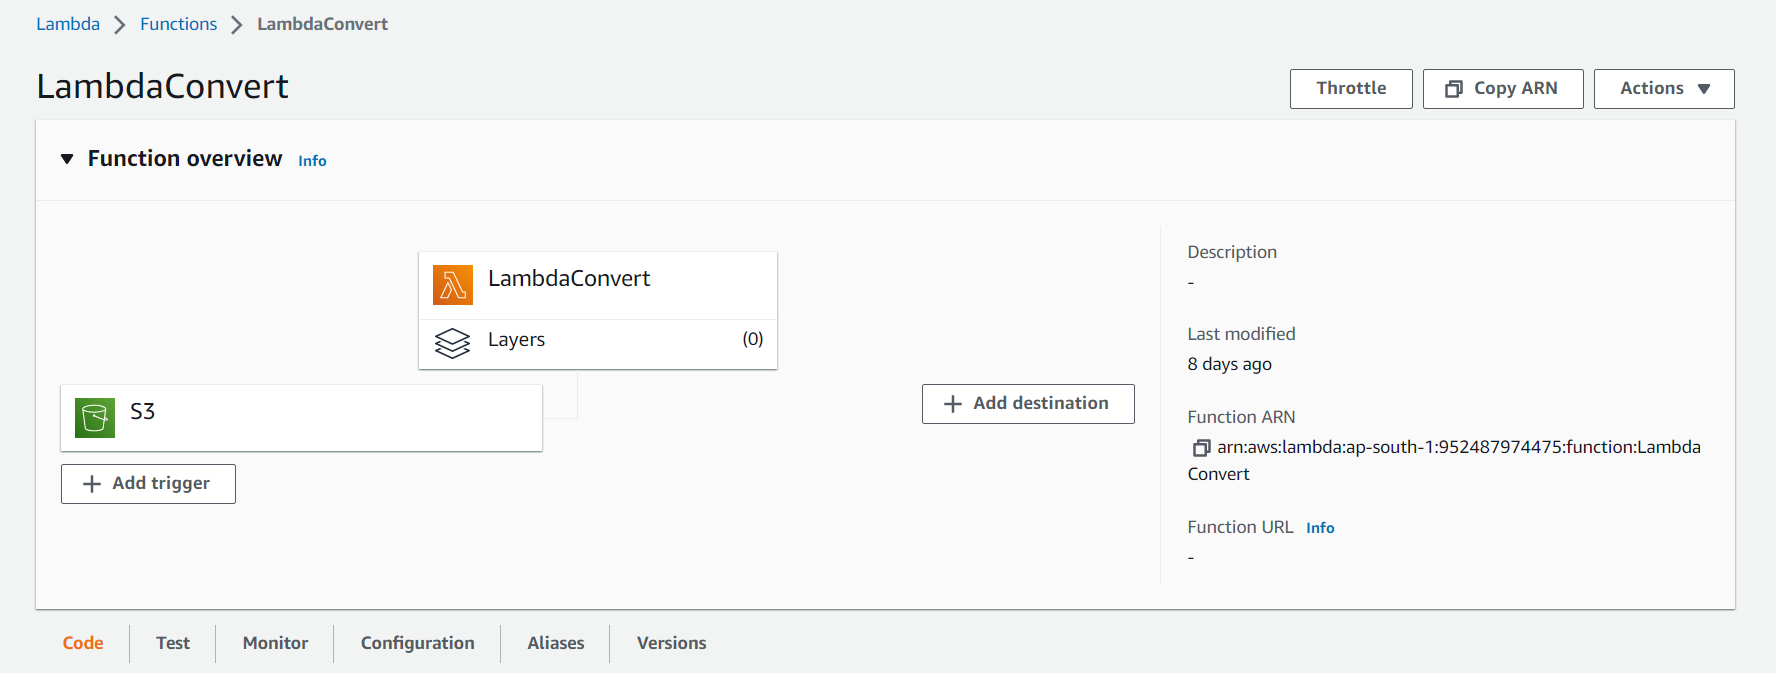 Lambda Functions LambdaConvert
LambdaConvert
Throttle Copy ARN Actions
Function overview Info
LambdaConvert
Layers (0)
S3
Add trigger
Add destination
Description
-
Last modified
8 days ago
Function ARN
arn:aws:lambda:ap-south-1:952487974475:function:Lambda
Convert
Function URL Info
-
Code Test Monitor Configuration Aliases Versions